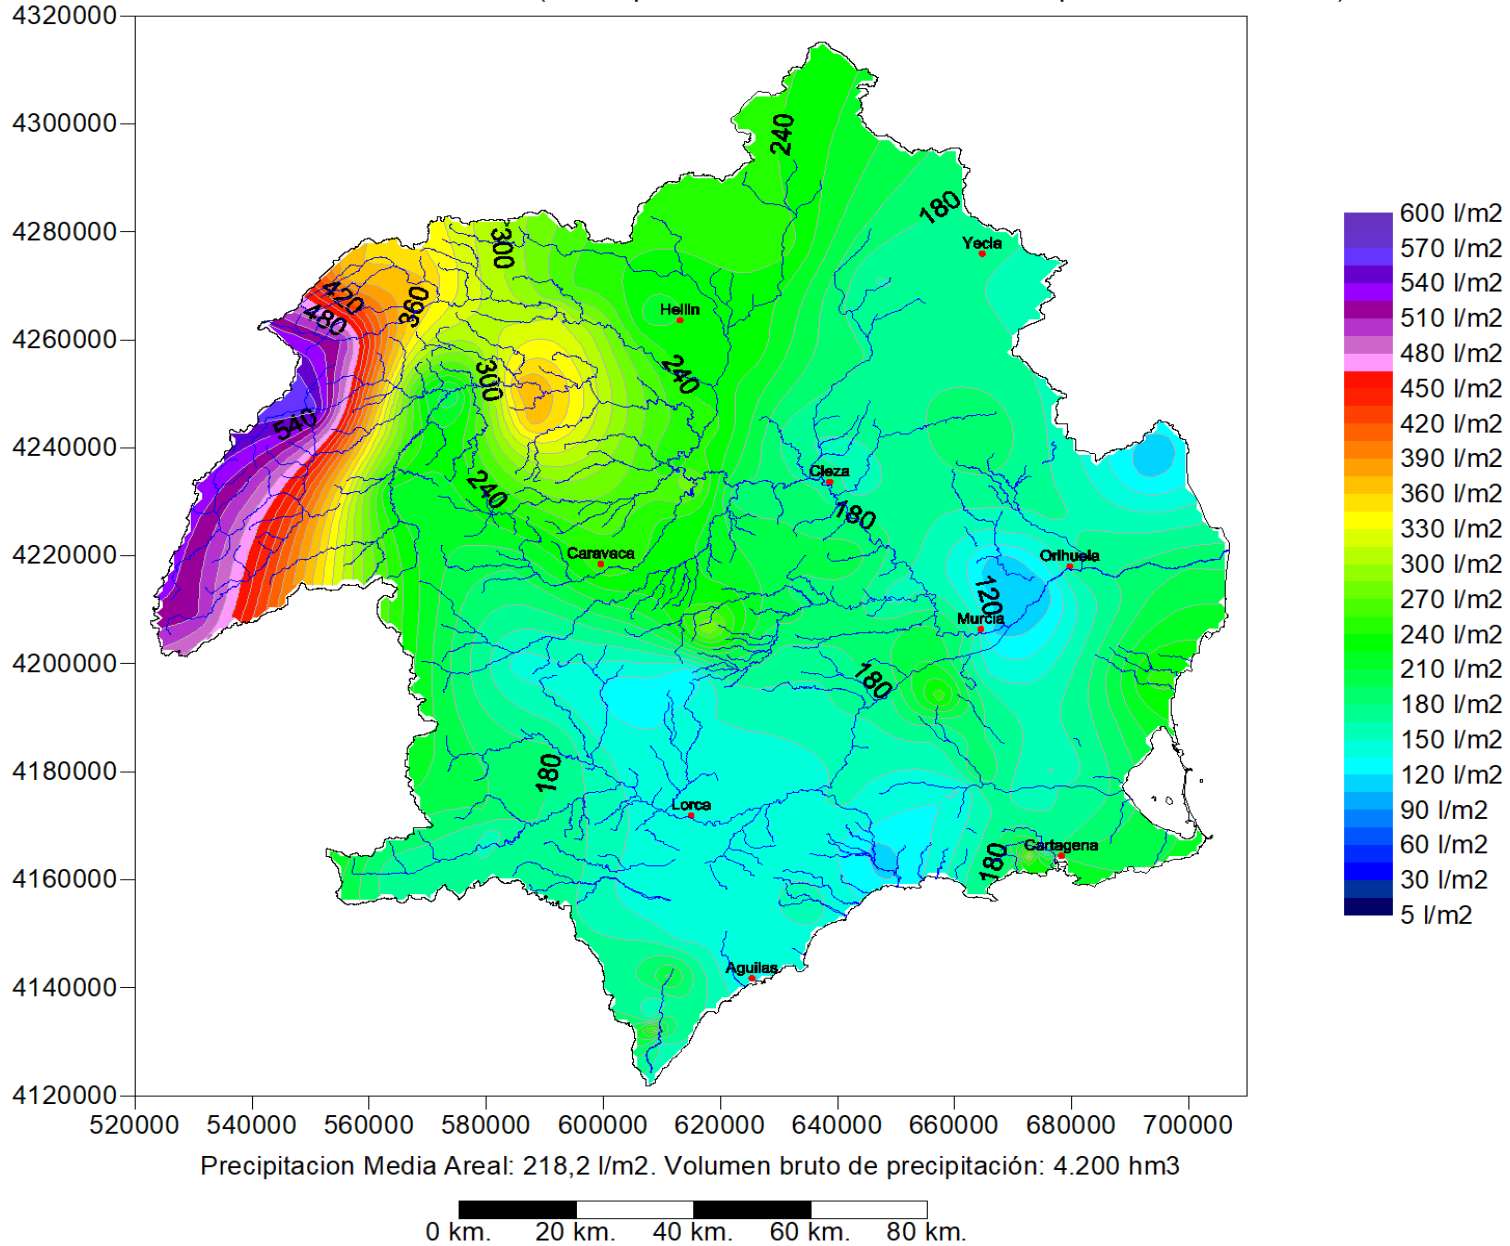 4320000
4300000
4280000
4260000
4240000
4220000
4200000
4180000
4160000
4140000
4120000
520000 540000 560000 580000 600000 620000 640000 660000 680000 700000
240
180
Yecla
300
420
360
480
Hellin
240
300
540
Cieza
240
180
Caravaca
Orihuela
120
Murcia
180
180
Lorca
180
Cartagena
Aguilas
600 l/m2
570 l/m2
540 l/m2
510 l/m2
480 l/m2
450 l/m2
420 l/m2
390 l/m2
360 l/m2
330 l/m2
300 l/m2
270 l/m2
240 l/m2
210 l/m2
180 l/m2
150 l/m2
120 l/m2
90 l/m2
60 l/m2
30 l/m2
5 l/m2
Precipitacion Media Areal: 218,2 l/m2. Volumen bruto de precipitación: 4.200 hm3
0 km. 20 km. 40 km. 60 km. 80 km.